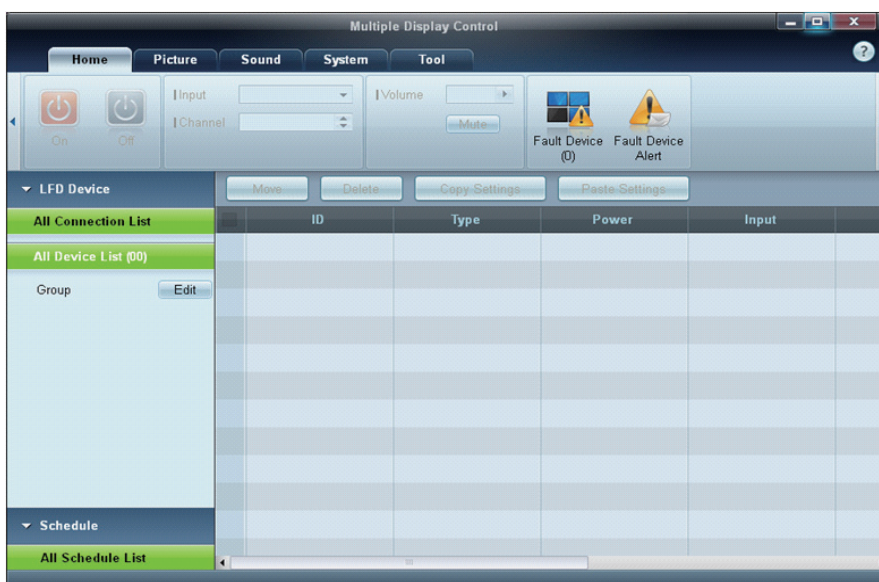 Multiple Display Control
Home Picture Sound System Tool
Input
Channel
On Off
Volume
Mute
Fault Device (0)
Fault Device Alert
LFD Device
Move Delete Copy Settings Paste Settings
All Connection List
ID Type Power Input
All Device List (00)
Group Edit
Schedule
All Schedule List